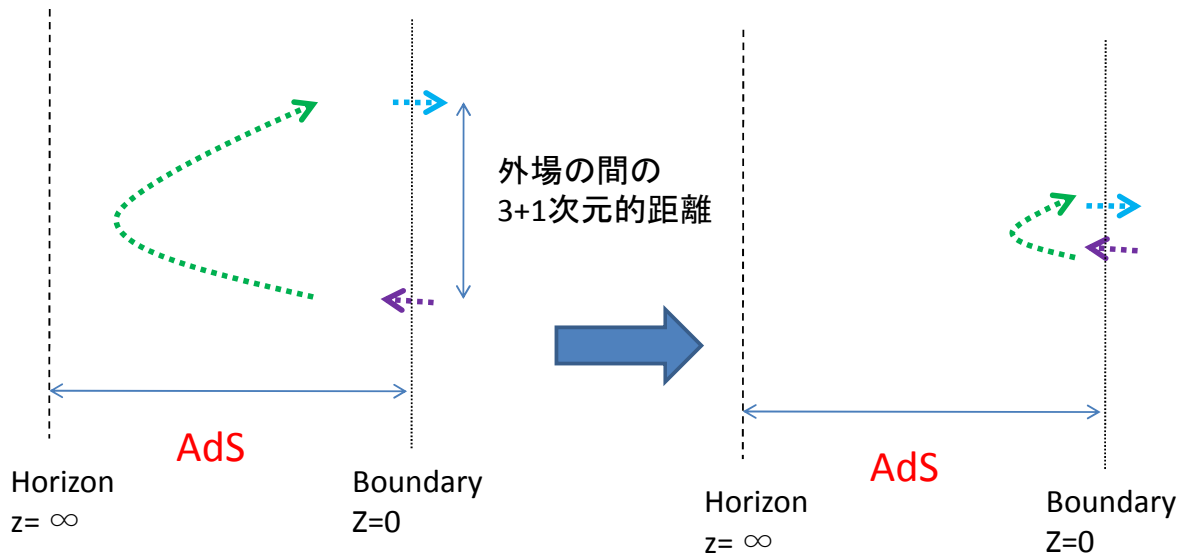 外場の間の
3+1次元的距離
AdS
Horizon
z= ∞
Boundary
Z=0
AdS
Horizon
z= ∞
Boundary
Z=0